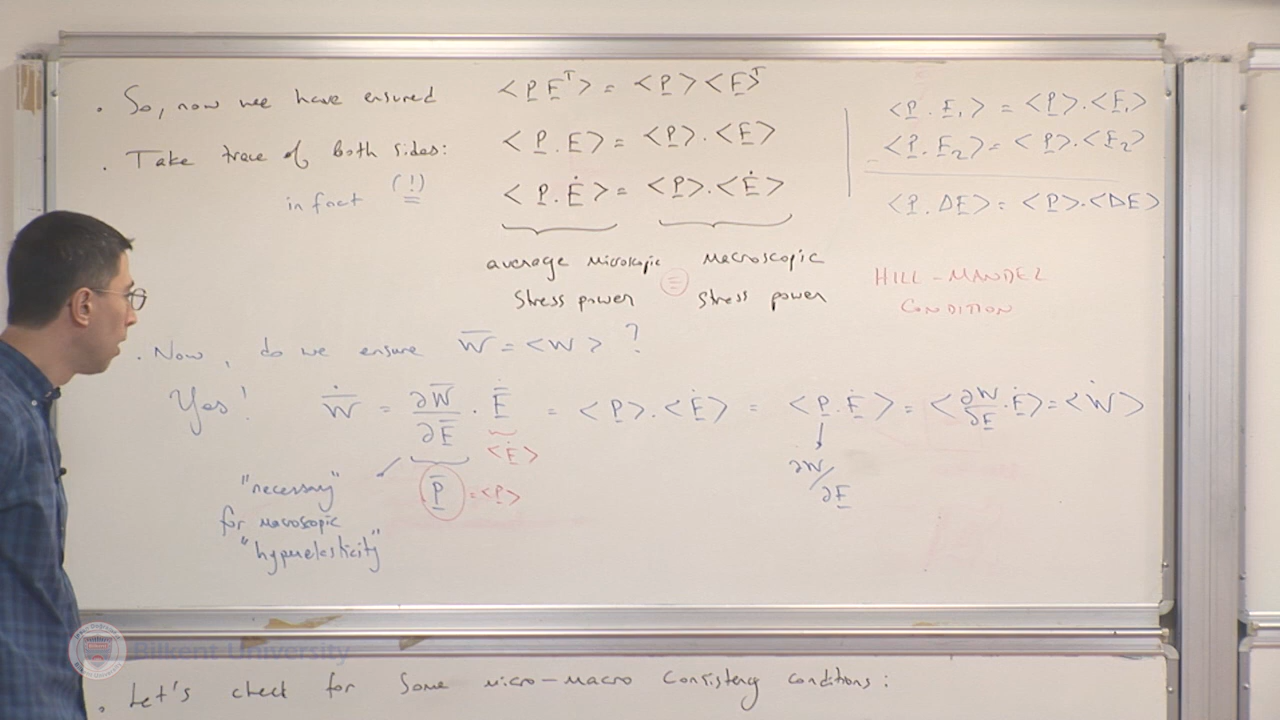 . So, now we have ensured <P F^T> = <P><F>^T
. Take trace of both sides: <P . F> = <P>.<F>
in fact (!) <P . Ḟ> = <P>.<Ḟ>
average microscopic stress power ≡ macroscopic stress power
<P . F₁> = <P>.<F₁>
<P . F₂> = <P>.<F₂>
<P . ΔF> = <P>.<ΔF>
HILL-MANDEL
CONDITION
. Now, do we ensure W̅ = <W> ?
Yes! W̅̇ = ∂W̅/∂F̅ . F̅̇ = <P>.<Ḟ> = <P . Ḟ> = <∂W/∂F . Ḟ> = <Ẇ>
<Ḟ>
P̅ = <P>
∂W/∂F
"necessary"
for macroscopic
"hyperelasticity"
Bilkent University
. Let's check for some micro-macro consistency conditions: